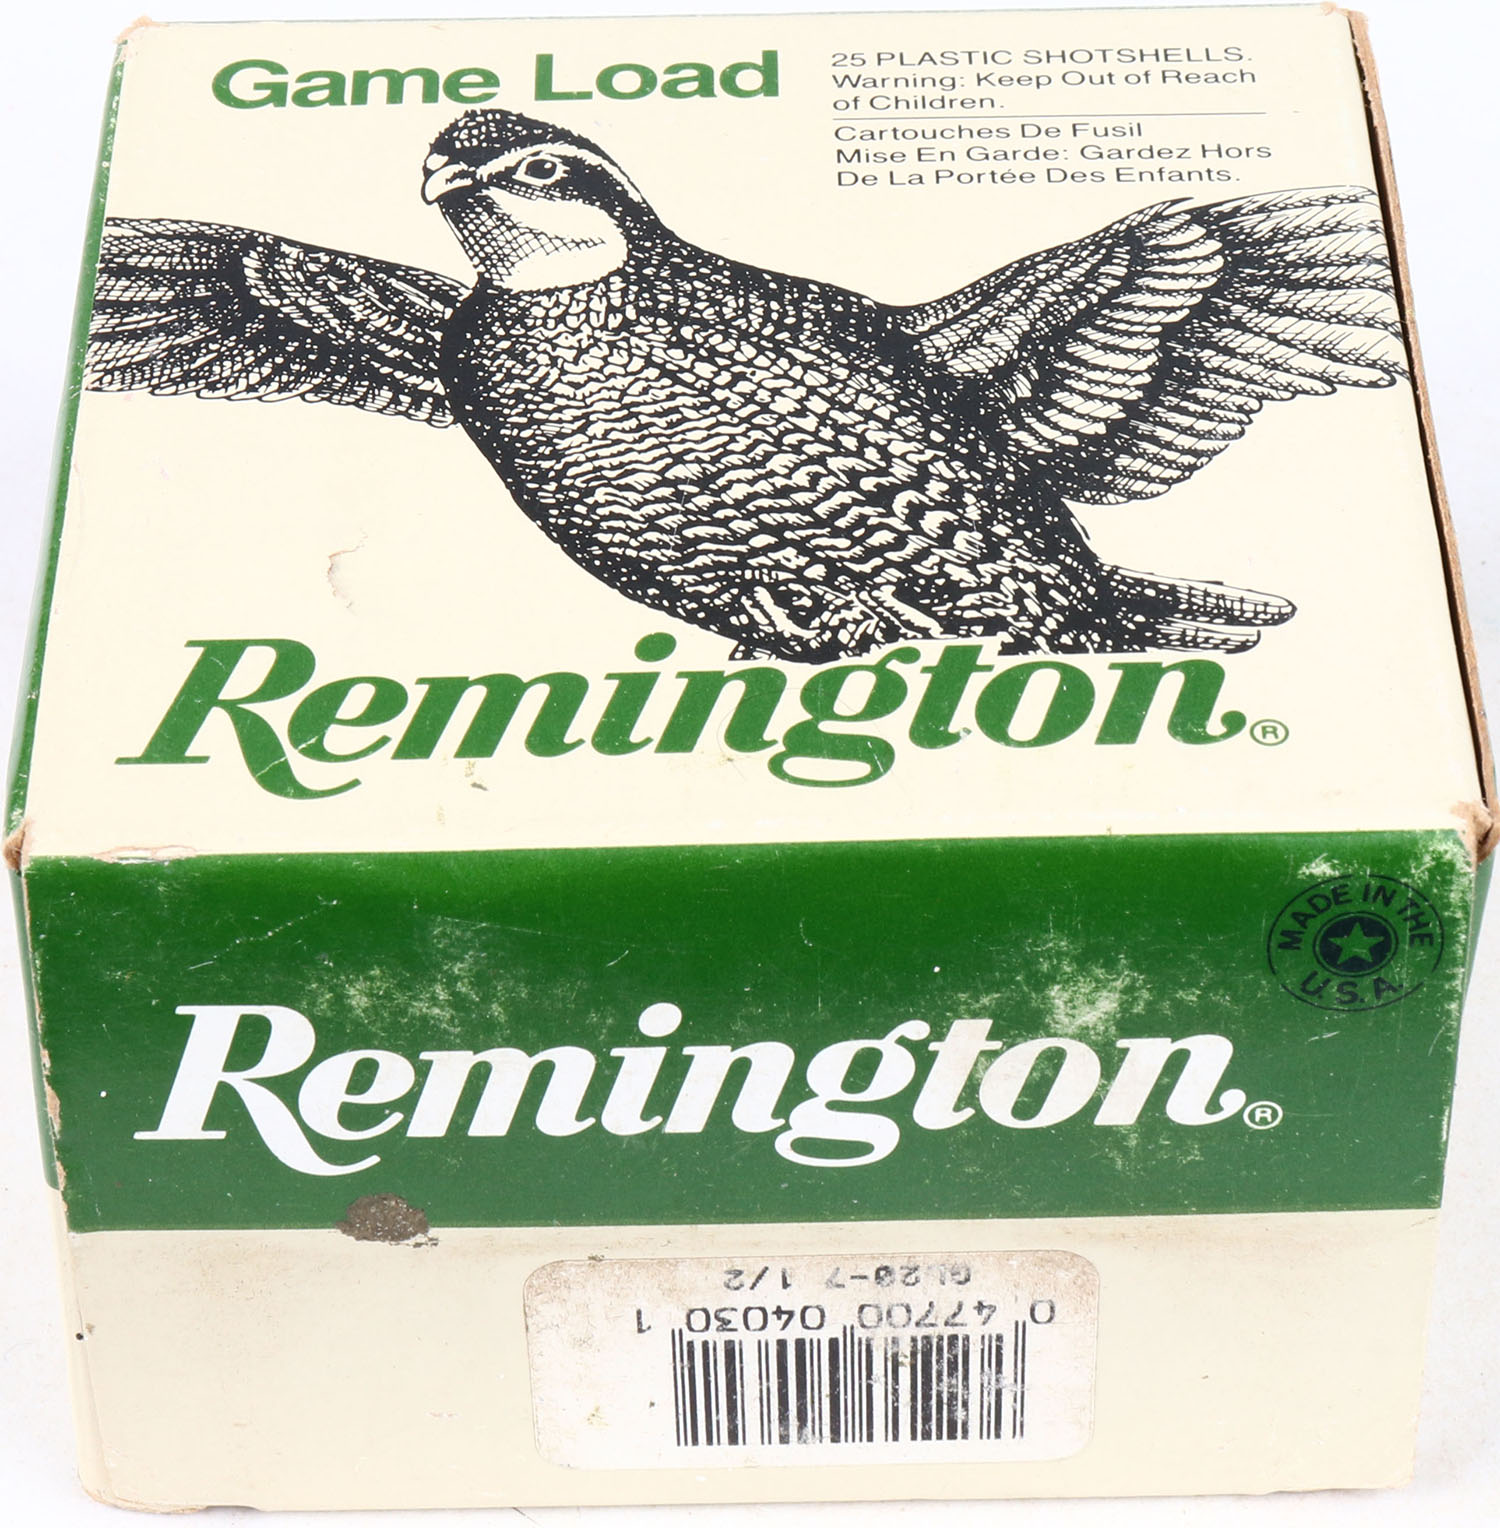 Game Load
25 PLASTIC SHOTSHELLS.
Warning: Keep Out of Reach
of Children.
Cartouches De Fusil
Mise En Garde: Gardez Hors
De La Portée Des Enfants.
Remington®
MADE IN THE
U.S.A.
Remington®
GL20-7 1/2
0 47700 04030 1